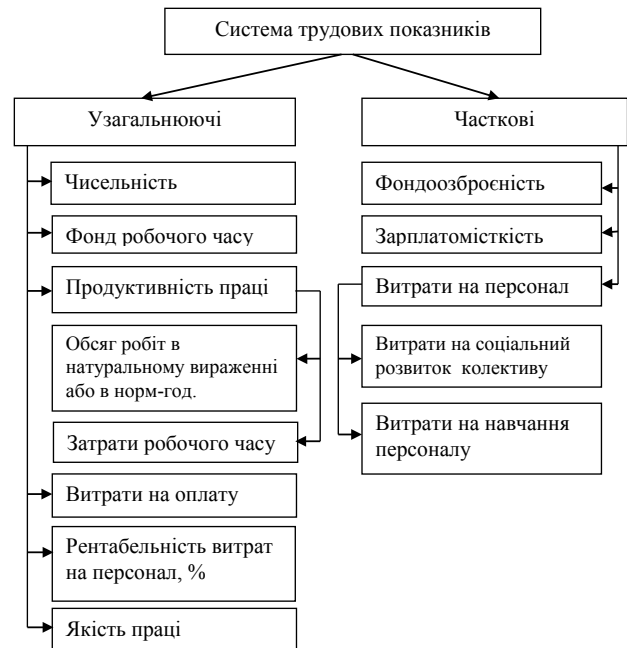 Система трудових показників
Узагальнюючі
Чисельність
Фонд робочого часу
Продуктивність праці
Обсяг робіт в
натуральному вираженні
або в норм-год.
Затрати робочого часу
Витрати на оплату
Рентабельність витрат
на персонал, %
Якість праці
Часткові
Фондоозброєність
Зарплатомісткість
Витрати на персонал
Витрати на соціальний
розвиток колективу
Витрати на навчання
персоналу